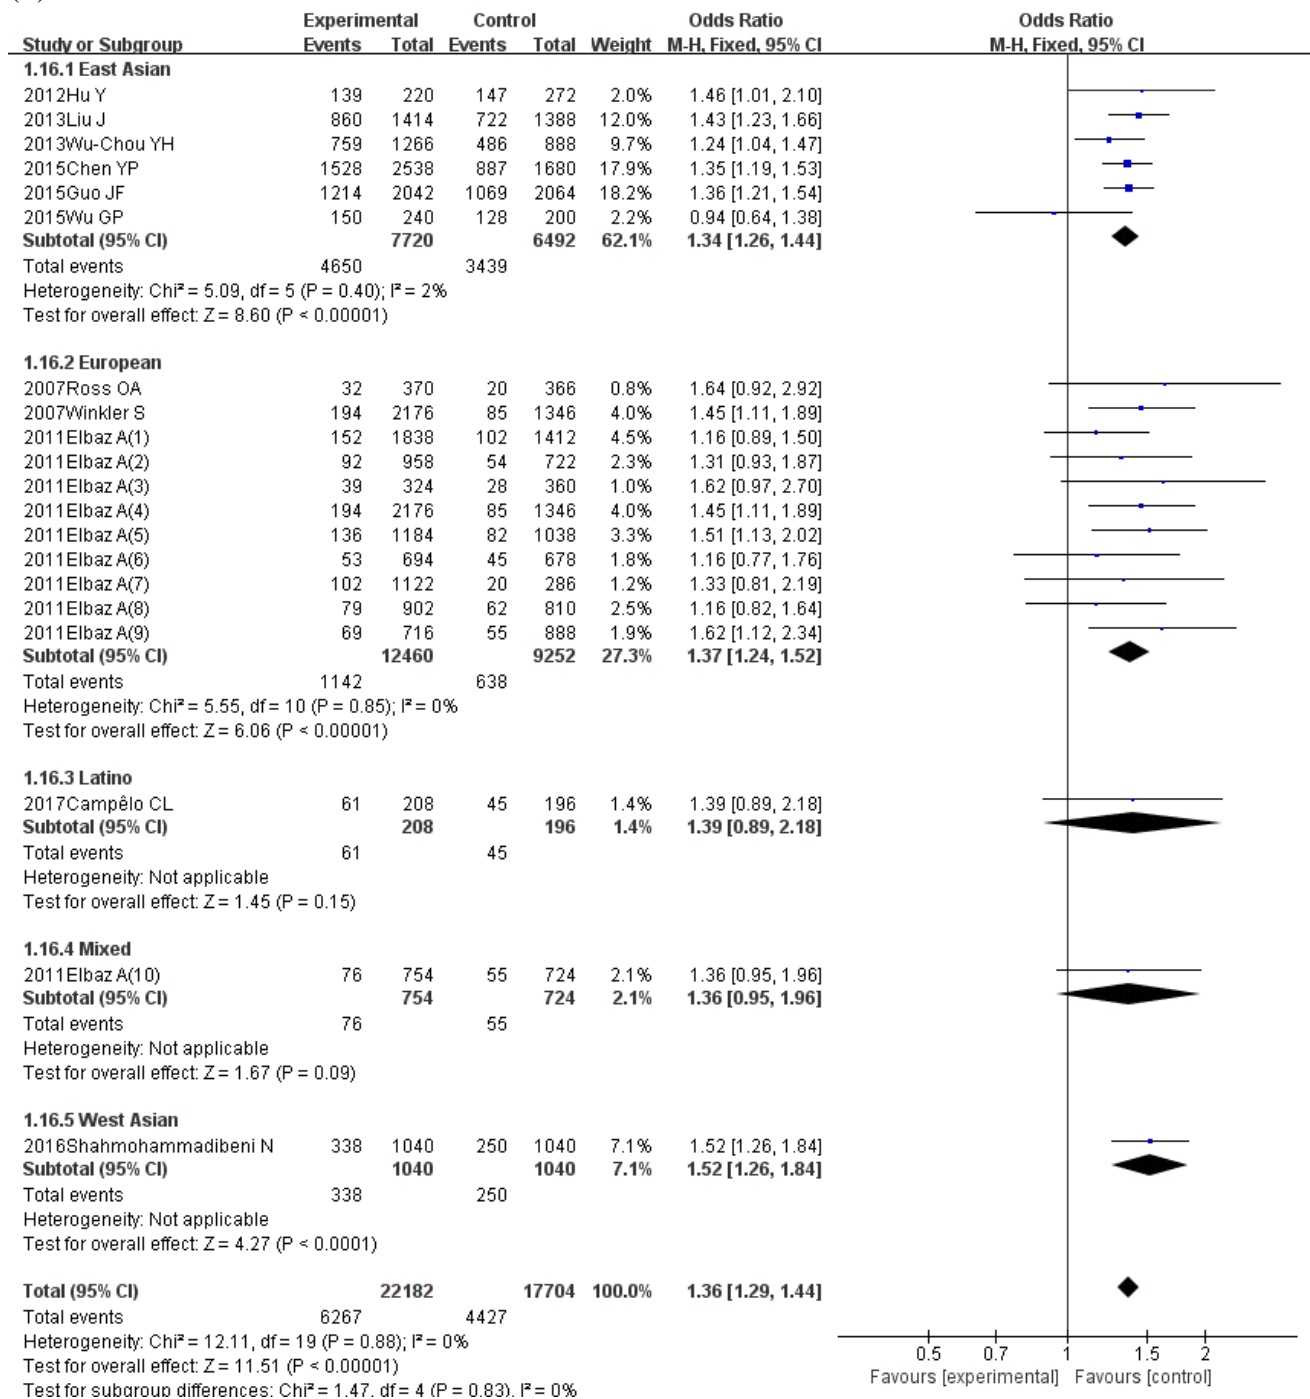 Experimental Control Odds Ratio Odds Ratio
Study or Subgroup Events Total Events Total Weight M-H, Fixed, 95% CI M-H, Fixed, 95% CI
1.16.1 East Asian
2012Hu Y 139 220 147 272 2.0% 1.46 [1.01, 2.10]
2013Liu J 860 1414 722 1388 12.0% 1.43 [1.23, 1.66]
2013Wu-Chou YH 759 1266 486 888 9.7% 1.24 [1.04, 1.47]
2015Chen YP 1528 2538 887 1680 17.9% 1.35 [1.19, 1.53]
2015Guo JF 1214 2042 1069 2064 18.2% 1.36 [1.21, 1.54]
2015Wu GP 150 240 128 200 2.2% 0.94 [0.64, 1.38]
Subtotal (95% CI) 7720 6492 62.1% 1.34 [1.26, 1.44]
Total events 4650 3439
Heterogeneity: Chi² = 5.09, df = 5 (P = 0.40); I² = 2%
Test for overall effect: Z = 8.60 (P < 0.00001)
1.16.2 European
2007Ross OA 32 370 20 366 0.8% 1.64 [0.92, 2.92]
2007Winkler S 194 2176 85 1346 4.0% 1.45 [1.11, 1.89]
2011Elbaz A(1) 152 1838 102 1412 4.5% 1.16 [0.89, 1.50]
2011Elbaz A(2) 92 958 54 722 2.3% 1.31 [0.93, 1.87]
2011Elbaz A(3) 39 324 28 360 1.0% 1.62 [0.97, 2.70]
2011Elbaz A(4) 194 2176 85 1346 4.0% 1.45 [1.11, 1.89]
2011Elbaz A(5) 136 1184 82 1038 3.3% 1.51 [1.13, 2.02]
2011Elbaz A(6) 53 694 45 678 1.8% 1.16 [0.77, 1.76]
2011Elbaz A(7) 102 1122 20 286 1.2% 1.33 [0.81, 2.19]
2011Elbaz A(8) 79 902 62 810 2.5% 1.16 [0.82, 1.64]
2011Elbaz A(9) 69 716 55 888 1.9% 1.62 [1.12, 2.34]
Subtotal (95% CI) 12460 9252 27.3% 1.37 [1.24, 1.52]
Total events 1142 638
Heterogeneity: Chi² = 5.55, df = 10 (P = 0.85); I² = 0%
Test for overall effect: Z = 6.06 (P < 0.00001)
1.16.3 Latino
2017Campêlo CL 61 208 45 196 1.4% 1.39 [0.89, 2.18]
Subtotal (95% CI) 208 196 1.4% 1.39 [0.89, 2.18]
Total events 61 45
Heterogeneity: Not applicable
Test for overall effect: Z = 1.45 (P = 0.15)
1.16.4 Mixed
2011Elbaz A(10) 76 754 55 724 2.1% 1.36 [0.95, 1.96]
Subtotal (95% CI) 754 724 2.1% 1.36 [0.95, 1.96]
Total events 76 55
Heterogeneity: Not applicable
Test for overall effect: Z = 1.67 (P = 0.09)
1.16.5 West Asian
2016Shahmohammadibeni N 338 1040 250 1040 7.1% 1.52 [1.26, 1.84]
Subtotal (95% CI) 1040 1040 7.1% 1.52 [1.26, 1.84]
Total events 338 250
Heterogeneity: Not applicable
Test for overall effect: Z = 4.27 (P < 0.0001)
Total (95% CI) 22182 17704 100.0% 1.36 [1.29, 1.44]
Total events 6267 4427
Heterogeneity: Chi² = 12.11, df = 19 (P = 0.88); I² = 0%
Test for overall effect: Z = 11.51 (P < 0.00001)
Test for subgroup differences: Chi² = 1.47, df = 4 (P = 0.83), I² = 0%
0.5 0.7 1 1.5 2
Favours [experimental] Favours [control]